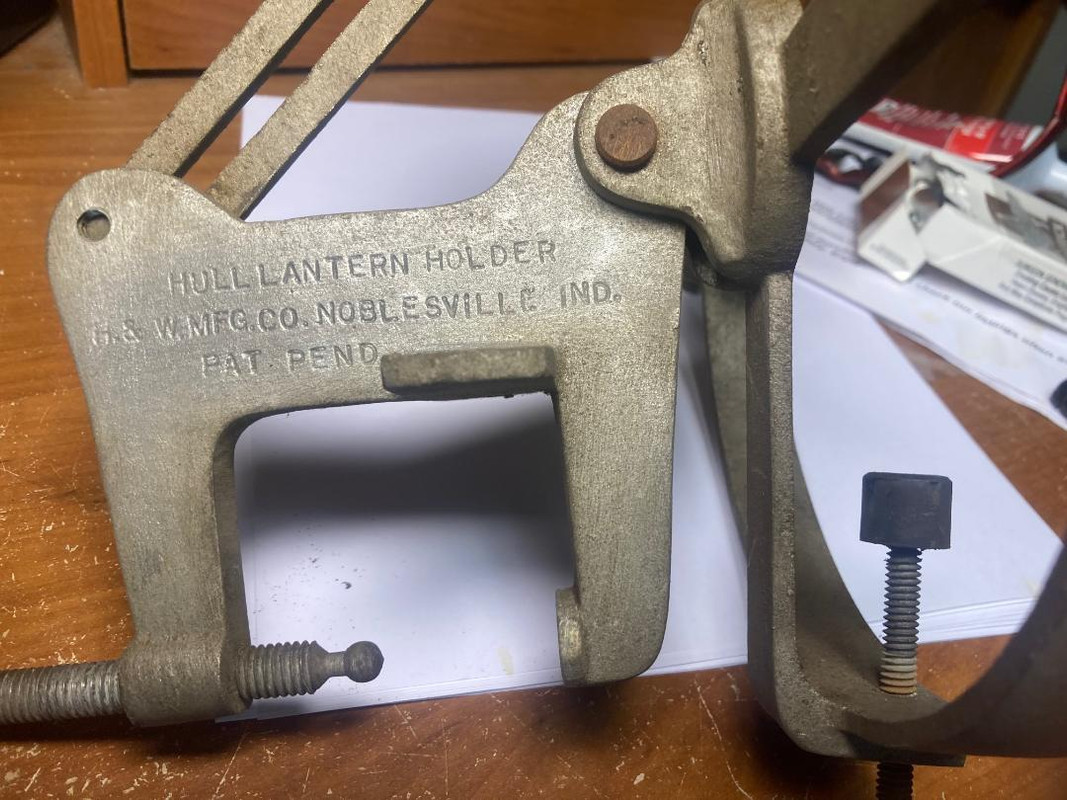 HULL LANTERN HOLDER
& W. MFG. CO. NOBLESVILLE IND.
PAT. PEND.